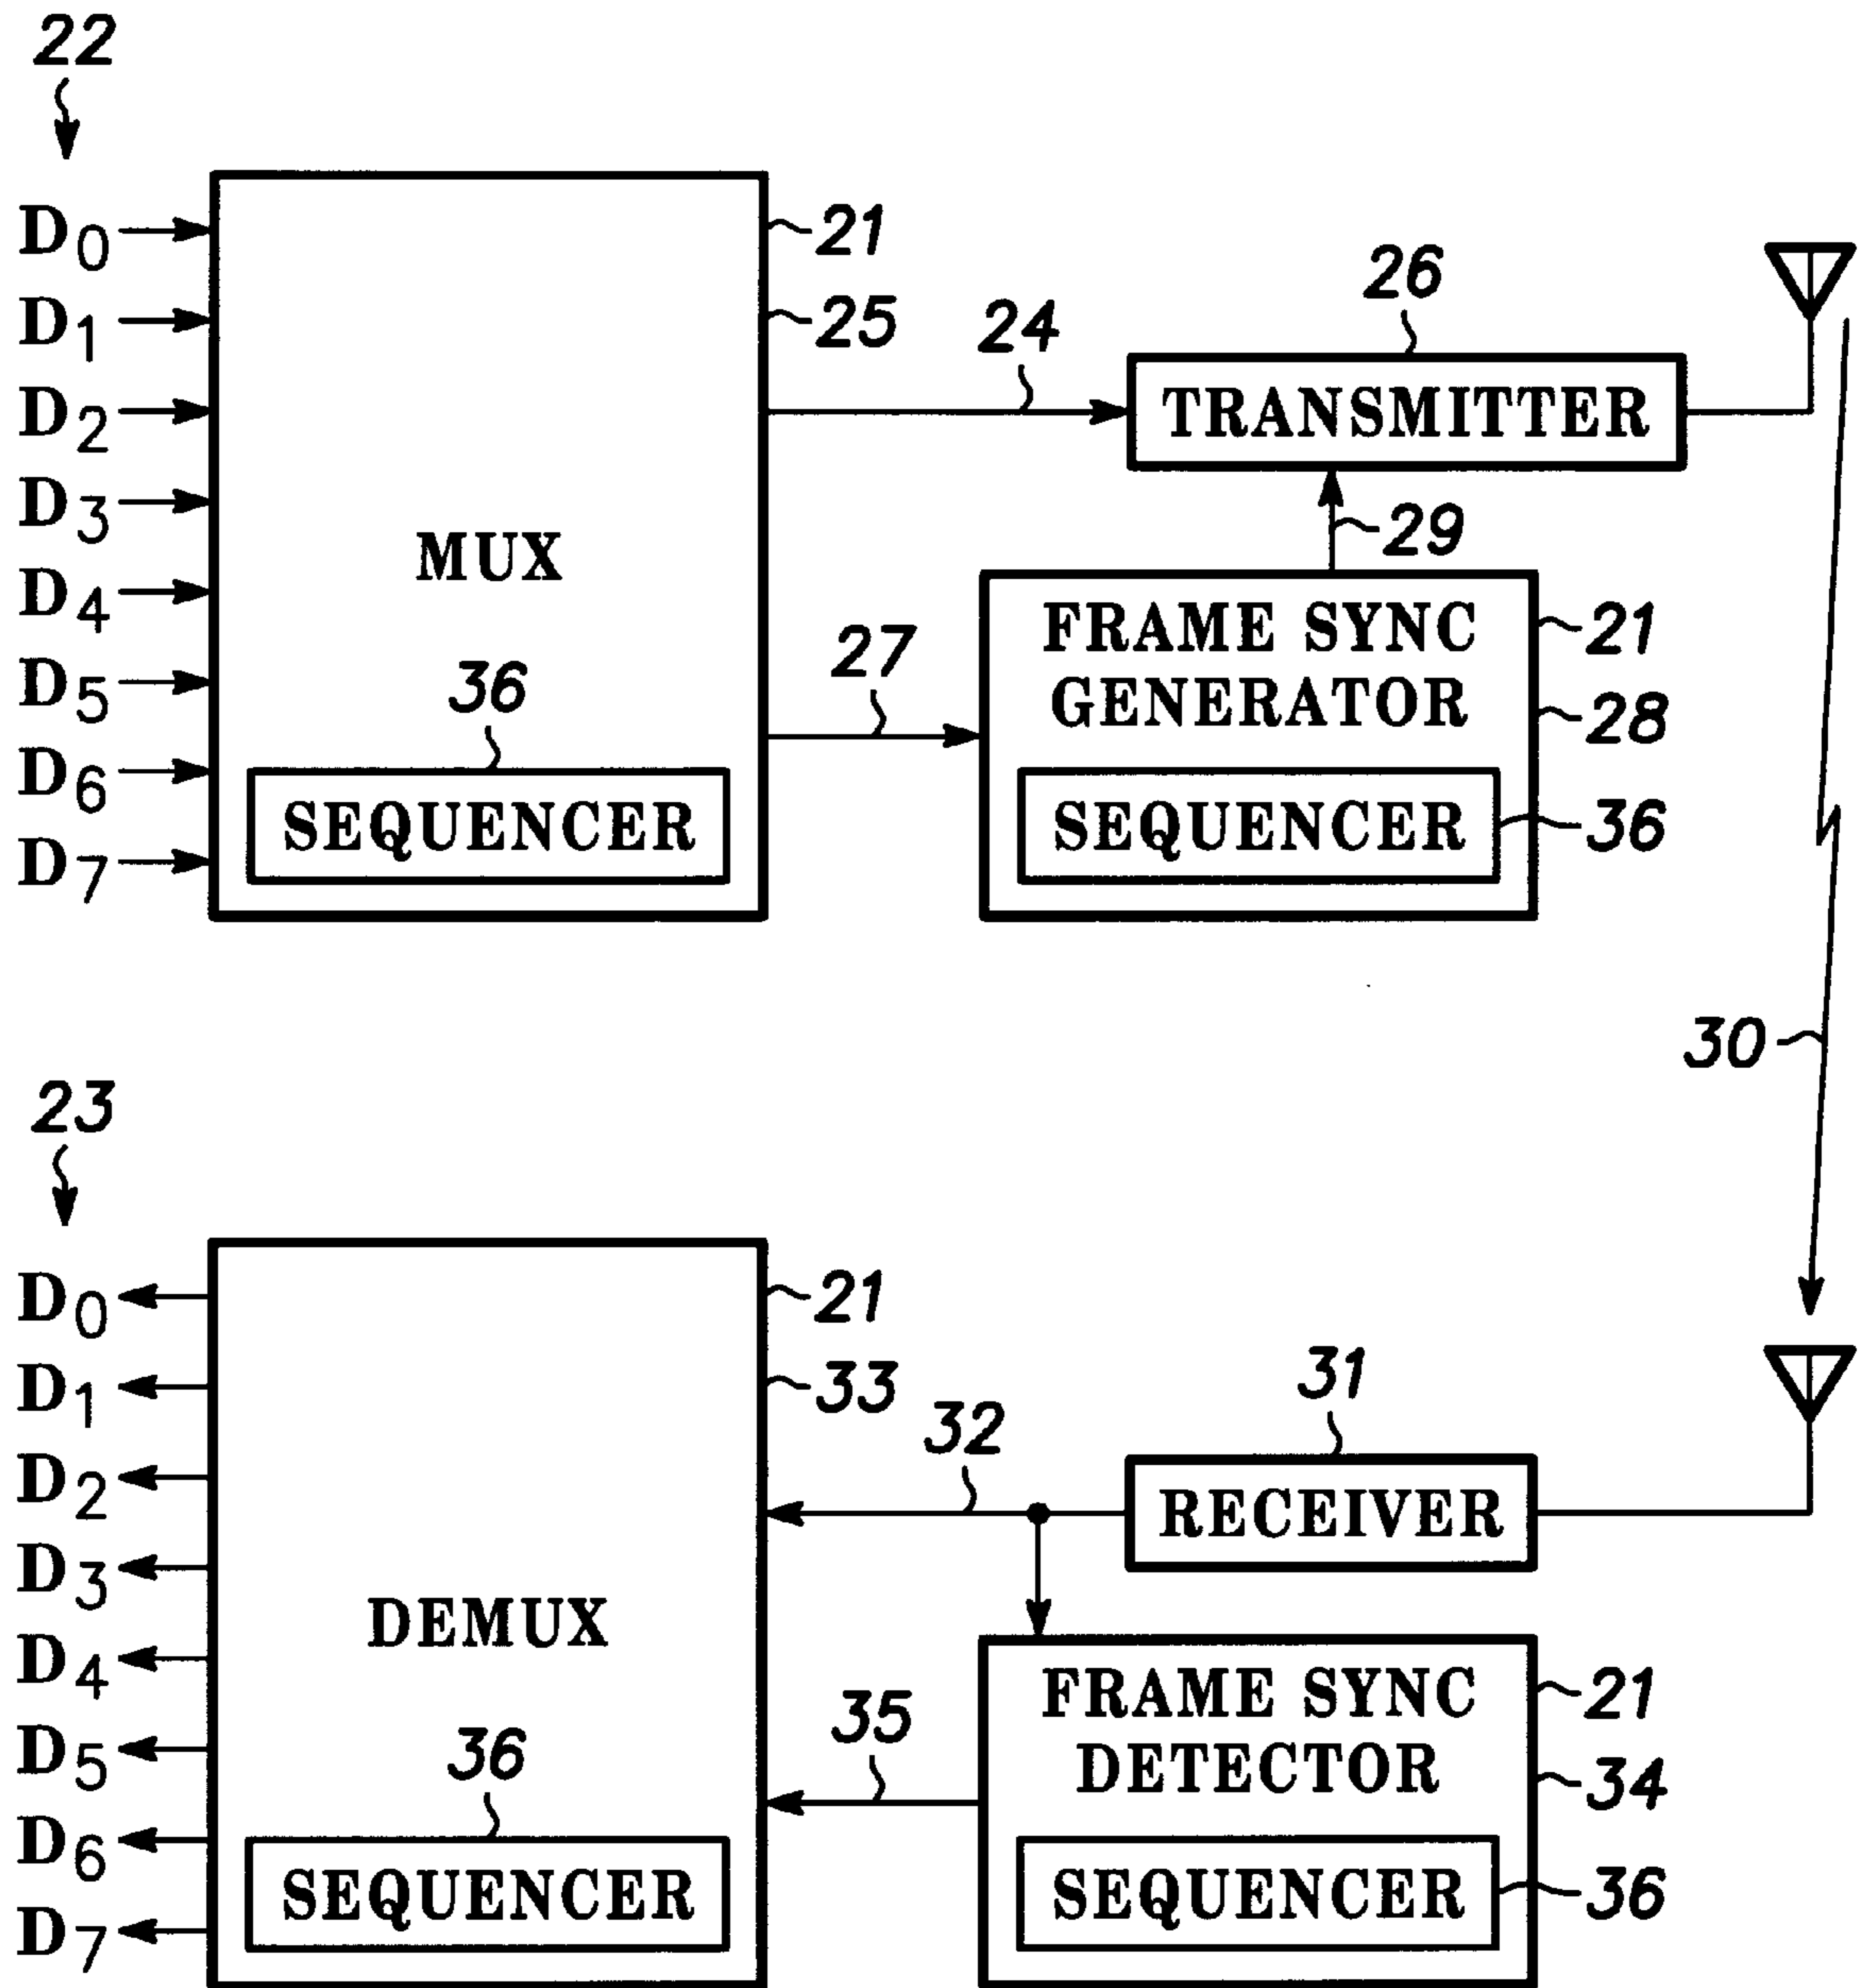 22
D0
D1
D2
D3
D4
D5
D6
D7
MUX
36
SEQUENCER
21
25
24
27
26
TRANSMITTER
29
FRAME SYNC
GENERATOR
SEQUENCER
21
28
36
30
23
D0
D1
D2
D3
D4
D5
D6
D7
DEMUX
36
SEQUENCER
21
33
32
35
31
RECEIVER
FRAME SYNC
DETECTOR
SEQUENCER
21
34
36